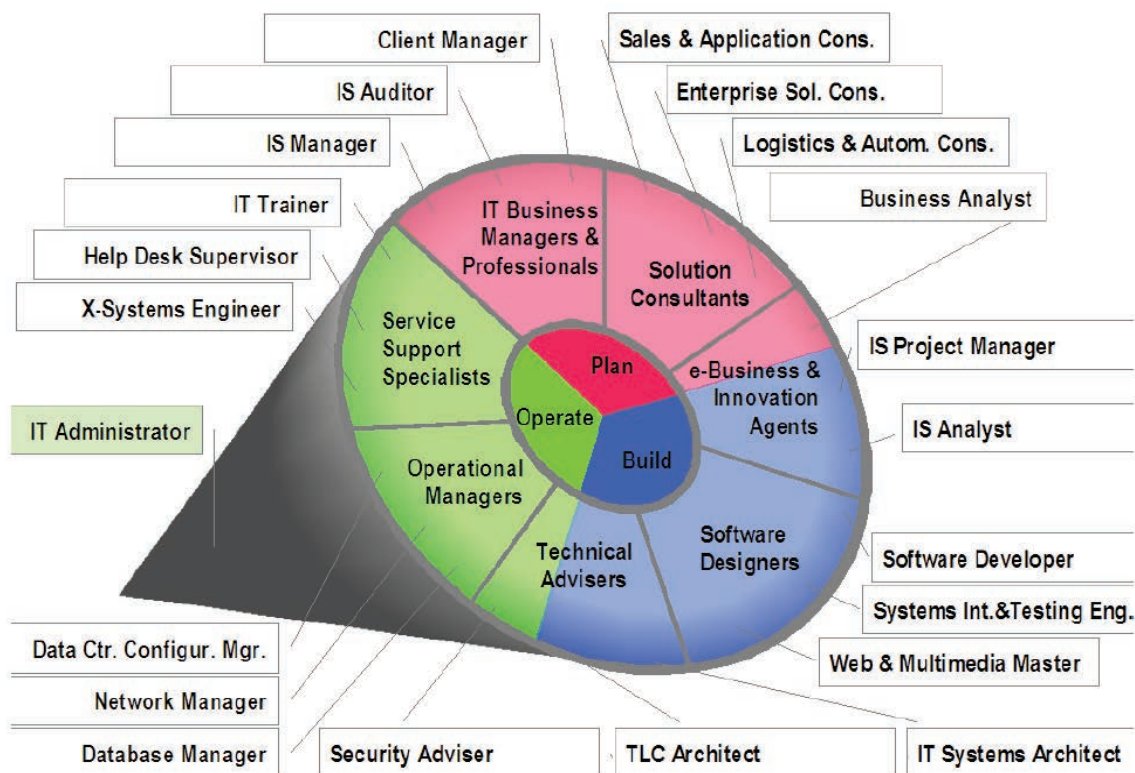 Client Manager
Sales & Application Cons.
IS Auditor
Enterprise Sol. Cons.
IS Manager
Logistics & Autom. Cons.
IT Trainer
Business Analyst
Help Desk Supervisor
X-Systems Engineer
IS Project Manager
IT Administrator
IS Analyst
IT Business
Managers &
Professionals
Solution
Consultants
Service
Support
Specialists
Plan
e-Business &
Innovation
Agents
Operate
Build
Operational
Managers
Technical
Advisers
Software
Designers
Software Developer
Systems Int.&Testing Eng.
Data Ctr. Configur. Mgr.
Web & Multimedia Master
Network Manager
Database Manager
Security Adviser
TLC Architect
IT Systems Architect